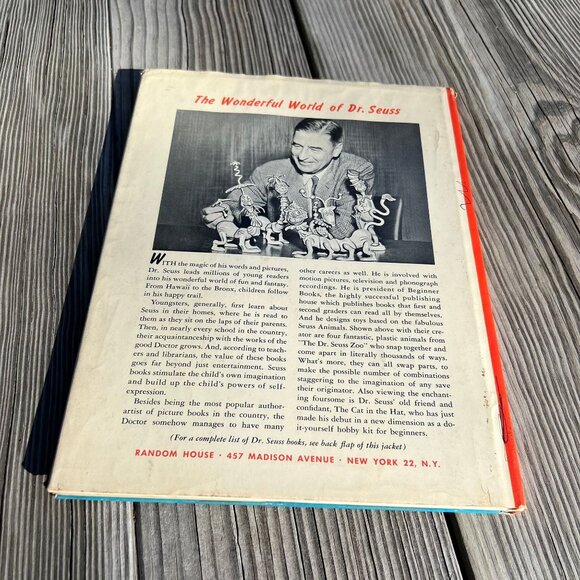 The Wonderful World of Dr. Seuss
WITH the magic of his words and pictures,
Dr. Seuss leads millions of young readers
into his wonderful world of fun and fantasy.
From Hawaii to the Bronx, children follow
in his happy trail.
Youngsters, generally, first learn about
Seuss in their homes, where he is read to
them as they sit on the laps of their parents.
Then, in nearly every school in the country,
their acquaintanceship with the works of the
good Doctor grows. And, according to teach-
ers and librarians, the value of these books
goes far beyond just entertainment. Seuss
books stimulate the child's own imagination
and build up the child's powers of self-
expression.
Besides being the most popular author-
artist of picture books in the country, the
Doctor somehow manages to have many
other careers as well. He is involved with
motion pictures, television and phonograph
recordings. He is president of Beginner
Books, the highly successful publishing
house which publishes books that first and
second graders can read all by themselves.
And he designs toys based on the fabulous
Seuss Animals. Shown above with their cre-
ator are four fantastic, plastic animals from
"The Dr. Seuss Zoo" who snap together and
come apart in literally thousands of ways.
What's more, they can all swap parts, to
make the possible number of combinations
staggering to the imagination of any save
their originator. Also viewing the enchant-
ing foursome is Dr. Seuss' old friend and
confidant, The Cat in the Hat, who has just
made his debut in a new dimension as a do-
it-yourself hobby kit for beginners.
(For a complete list of Dr. Seuss books, see back flap of this jacket)
RANDOM HOUSE · 457 MADISON AVENUE · NEW YORK 22, N.Y.